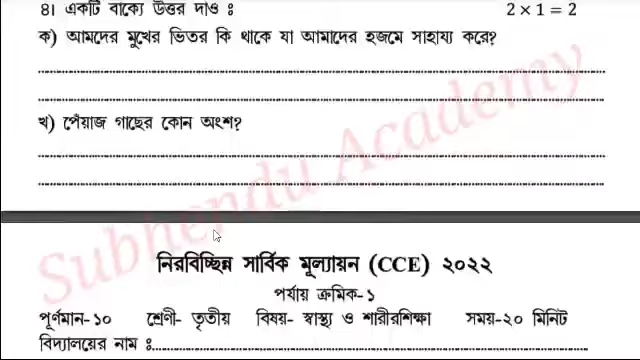 ৪। একটি বাক্যে উত্তর দাও ঃ 2 × 1 = 2
ক) আমদের মুখের ভিতর কি থাকে যা আমাদের হজমে সাহায্য করে?
খ) পেঁয়াজ গাছের কোন অংশ?
Subhendu Academy
নিরবিচ্ছিন্ন সার্বিক মূল্যায়ন (CCE) ২০২২
পর্যায় ক্রমিক-১
পূর্ণমান-১০ শ্রেণী- তৃতীয় বিষয়- স্বাস্থ্য ও শারীরশিক্ষা সময়-২০ মিনিট
বিদ্যালয়ের নাম ঃ